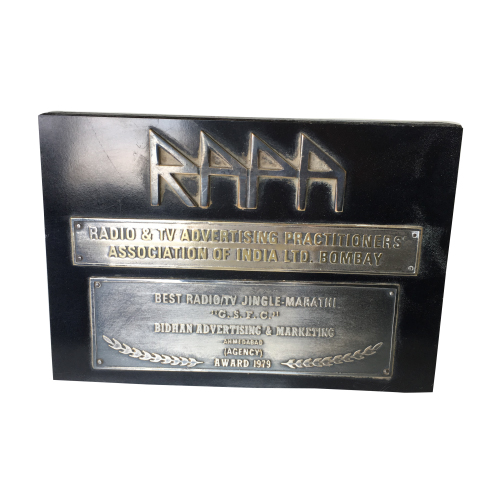 RAPA
RADIO & TV ADVERTISING PRACTITIONERS'
ASSOCIATION OF INDIA LTD. BOMBAY
BEST RADIO/TV JINGLE-MARATHI
"G.S.F.C."
BIDHAN ADVERTISING & MARKETING
AHMEDABAD
(AGENCY)
AWARD 1979